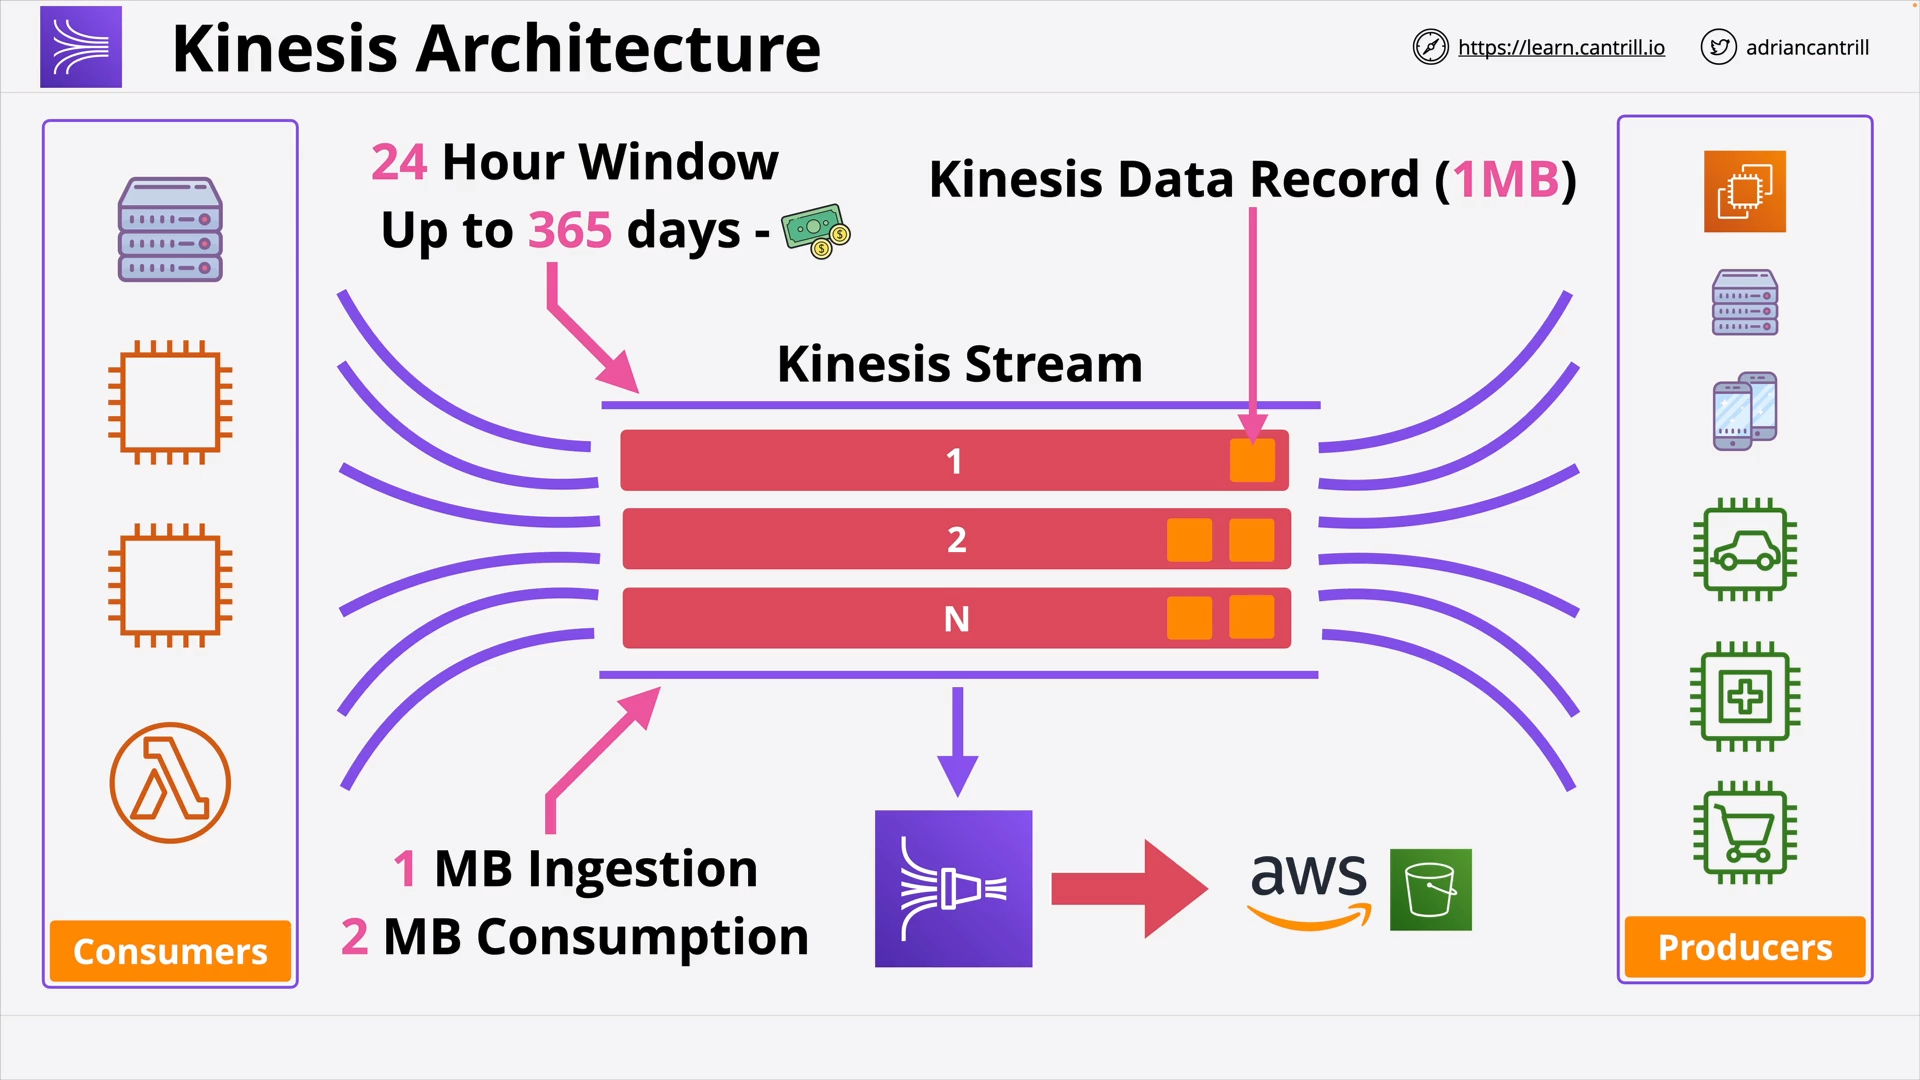 Kinesis Architecture
https://learn.cantrill.io
adriancantrill
24 Hour Window
Up to 365 days -
Kinesis Data Record (1MB)
Kinesis Stream
1
2
N
1 MB Ingestion
2 MB Consumption
aws
Consumers
Producers